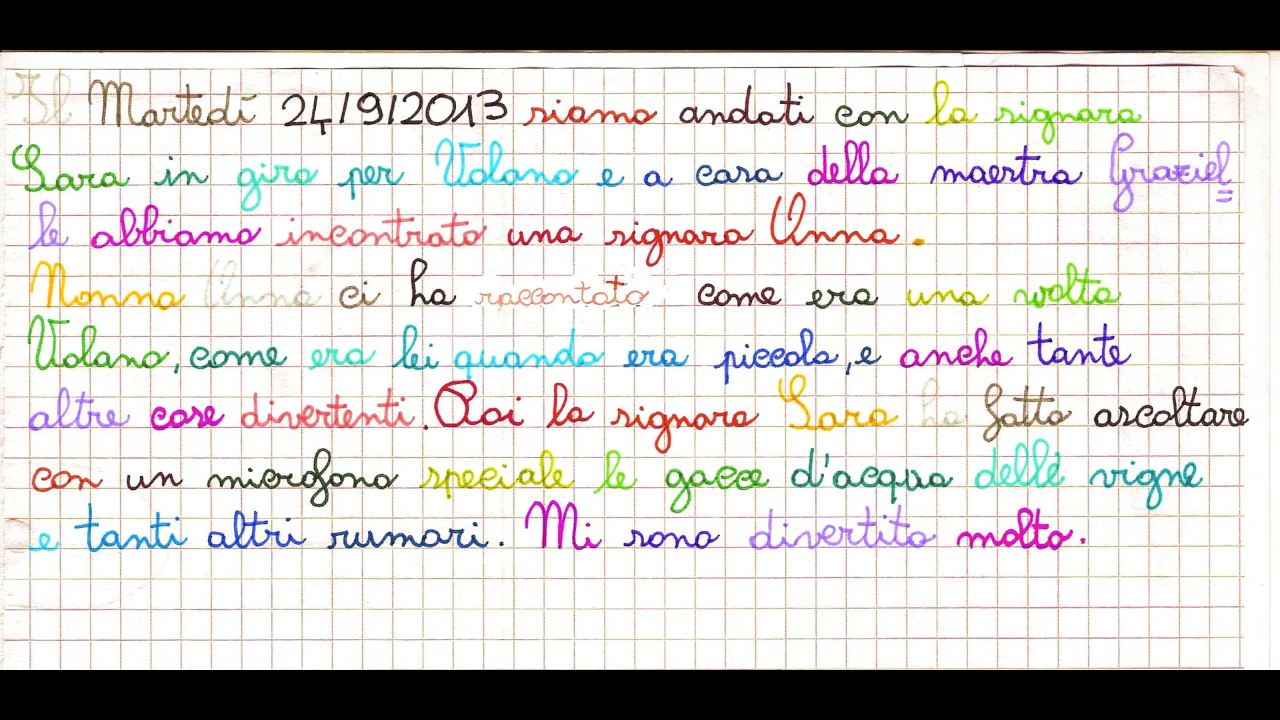 Il Martedì 24/9/2013 siamo andati con la signora
Sara in giro per Volano e a casa della maestra Graziel
le abbiamo incontrato una signora Anna.
Nonna Anna ci ha raccontato come era una volta
Volano, come era lei quando era piccola, e anche tante
altre cose divertenti. Poi la signora Sara ha fatto ascoltare
con un microfono speciale le gocce d'acqua delle vigne
e tanti altri rumori. Mi sono divertito molto.